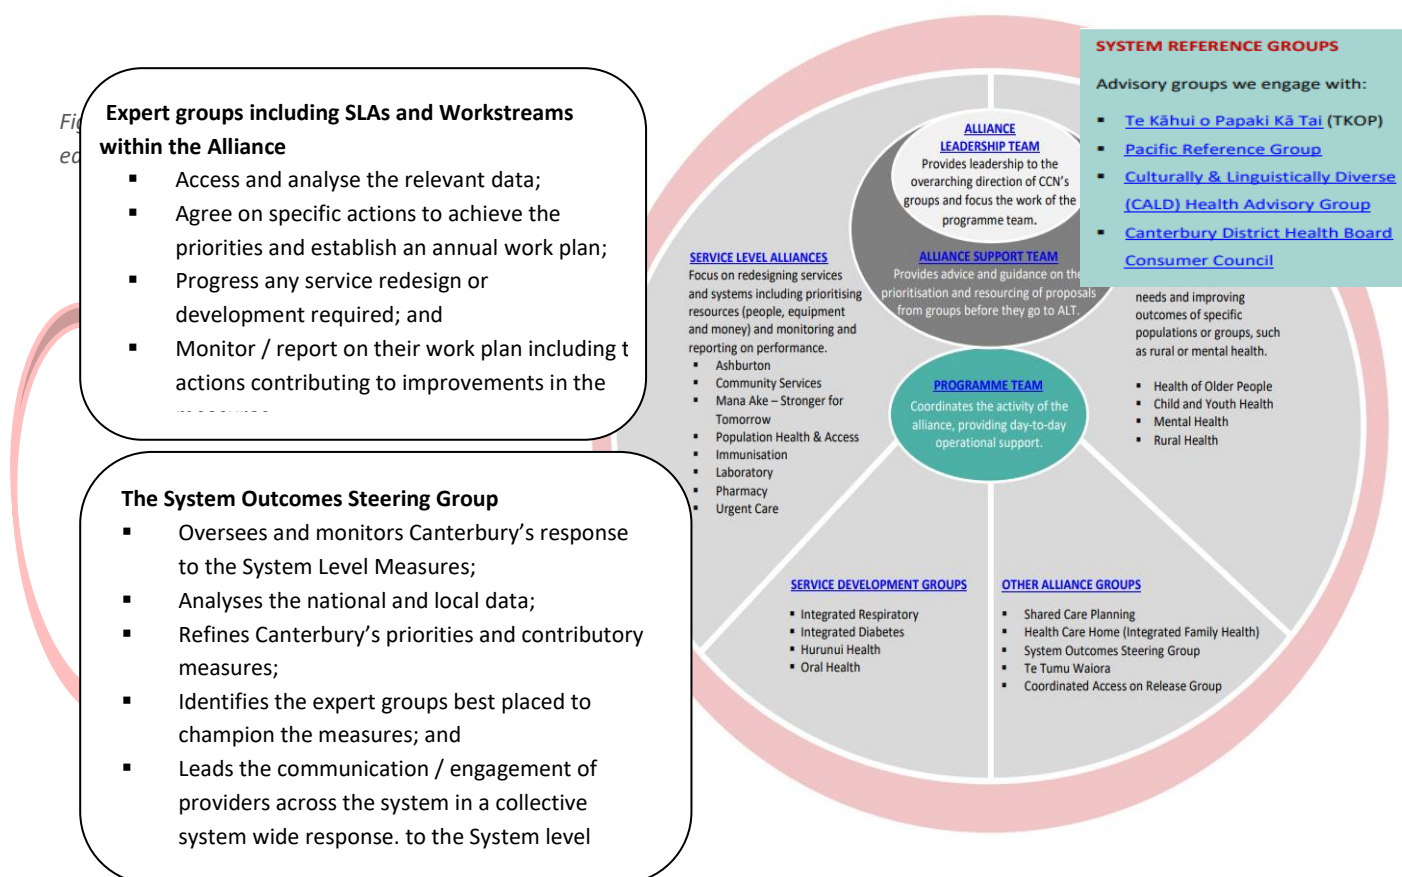 Fig
ed
Expert groups including SLAs and Workstreams
within the Alliance
▪ Access and analyse the relevant data;
▪ Agree on specific actions to achieve the
priorities and establish an annual work plan;
▪ Progress any service redesign or
development required; and
▪ Monitor / report on their work plan including t
actions contributing to improvements in the
The System Outcomes Steering Group
▪ Oversees and monitors Canterbury’s response
to the System Level Measures;
▪ Analyses the national and local data;
▪ Refines Canterbury’s priorities and contributory
measures;
▪ Identifies the expert groups best placed to
champion the measures; and
▪ Leads the communication / engagement of
providers across the system in a collective
system wide response. to the System level
ALLIANCE
LEADERSHIP TEAM
Provides leadership to the
overarching direction of CCN’s
groups and focus the work of the
programme team.
ALLIANCE SUPPORT TEAM
Provides advice and guidance on the
prioritisation and resourcing of proposals
from groups before they go to ALT.
PROGRAMME TEAM
Coordinates the activity of the
alliance, providing day-to-day
operational support.
SERVICE LEVEL ALLIANCES
Focus on redesigning services
and systems including prioritising
resources (people, equipment
and money) and monitoring and
reporting on performance.
▪ Ashburton
▪ Community Services
▪ Mana Ake – Stronger for
Tomorrow
▪ Population Health & Access
▪ Immunisation
▪ Laboratory
▪ Pharmacy
▪ Urgent Care
SERVICE DEVELOPMENT GROUPS
▪ Integrated Respiratory
▪ Integrated Diabetes
▪ Hurunui Health
▪ Oral Health
OTHER ALLIANCE GROUPS
▪ Shared Care Planning
▪ Health Care Home (Integrated Family Health)
▪ System Outcomes Steering Group
▪ Te Tumu Waiora
▪ Coordinated Access on Release Group
SYSTEM REFERENCE GROUPS
Advisory groups we engage with:
▪ Te Kāhui o Papaki Kā Tai (TKOP)
▪ Pacific Reference Group
▪ Culturally & Linguistically Diverse
(CALD) Health Advisory Group
▪ Canterbury District Health Board
Consumer Council
needs and improving
outcomes of specific
populations or groups, such
as rural or mental health.
▪ Health of Older People
▪ Child and Youth Health
▪ Mental Health
▪ Rural Health